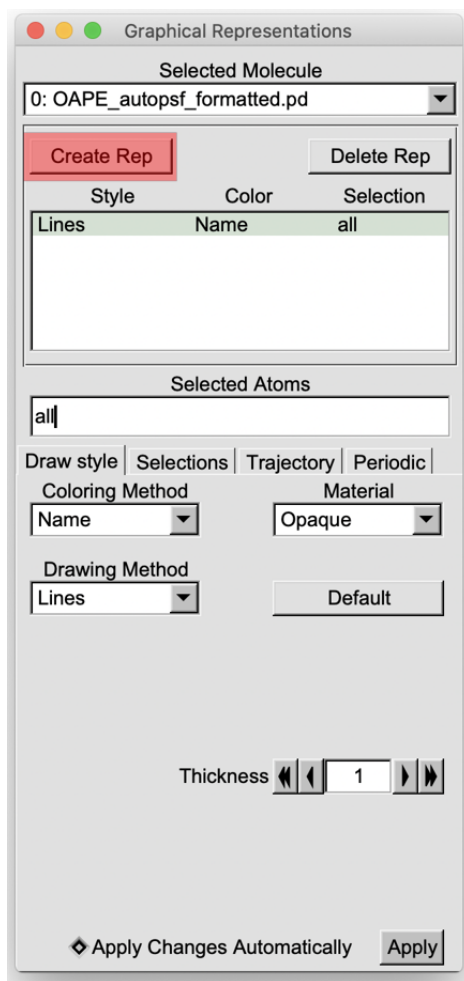 Graphical Representations
Selected Molecule
0: OAPE_autopsf_formatted.pd
Create Rep Delete Rep
Style Color Selection
Lines Name all
Selected Atoms
all
Draw style Selections Trajectory Periodic
Coloring Method Material
Name Opaque
Drawing Method
Lines Default
Thickness 1
Apply Changes Automatically Apply